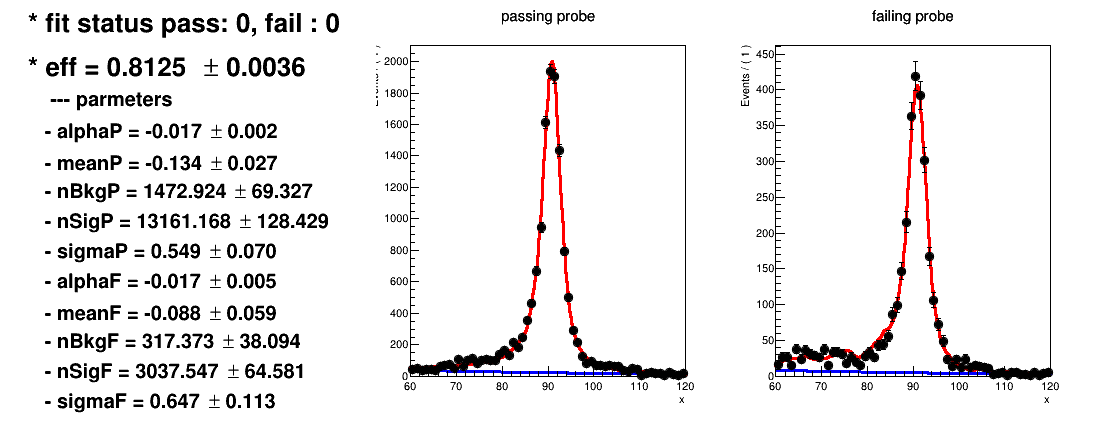 * fit status pass: 0, fail : 0
* eff = 0.8125 ± 0.0036
--- parmeters
- alphaP = -0.017 ± 0.002
- meanP = -0.134 ± 0.027
- nBkgP = 1472.924 ± 69.327
- nSigP = 13161.168 ± 128.429
- sigmaP = 0.549 ± 0.070
- alphaF = -0.017 ± 0.005
- meanF = -0.088 ± 0.059
- nBkgF = 317.373 ± 38.094
- nSigF = 3037.547 ± 64.581
- sigmaF = 0.647 ± 0.113
passing probe
2000
1800
1600
1400
1200
1000
800
600
400
200
0
60 70 80 90 100 110 120
x
failing probe
Events / ( 1 )
450
400
350
300
250
200
150
100
50
0
60 70 80 90 100 110 120
x